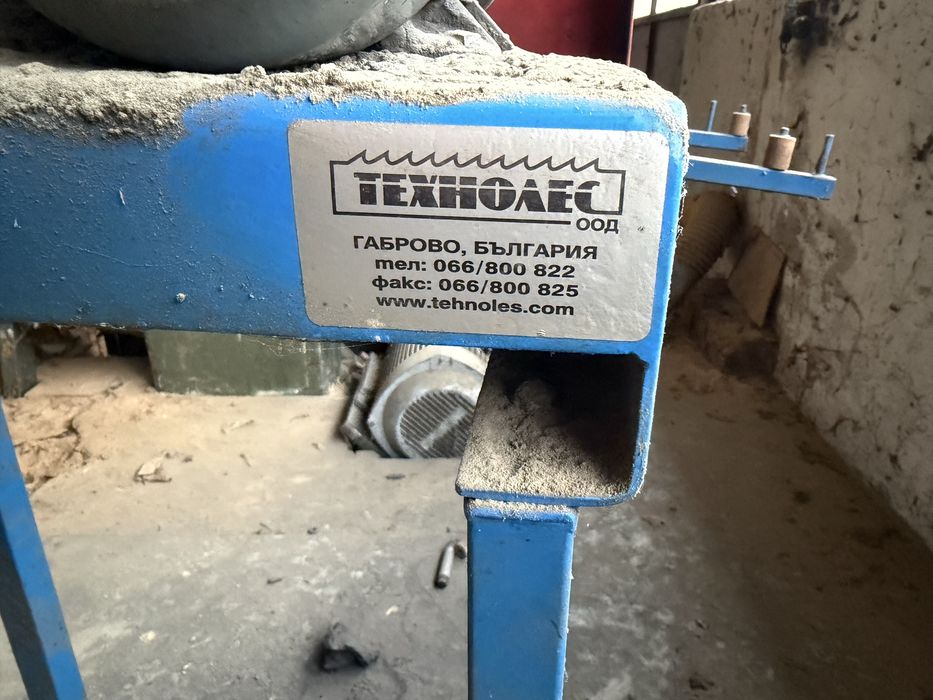 ТЕХНОЛЕС
ООД
ГАБРОВО, БЪЛГАРИЯ
тел: 066/800 822
факс: 066/800 825
www.tehnoles.com